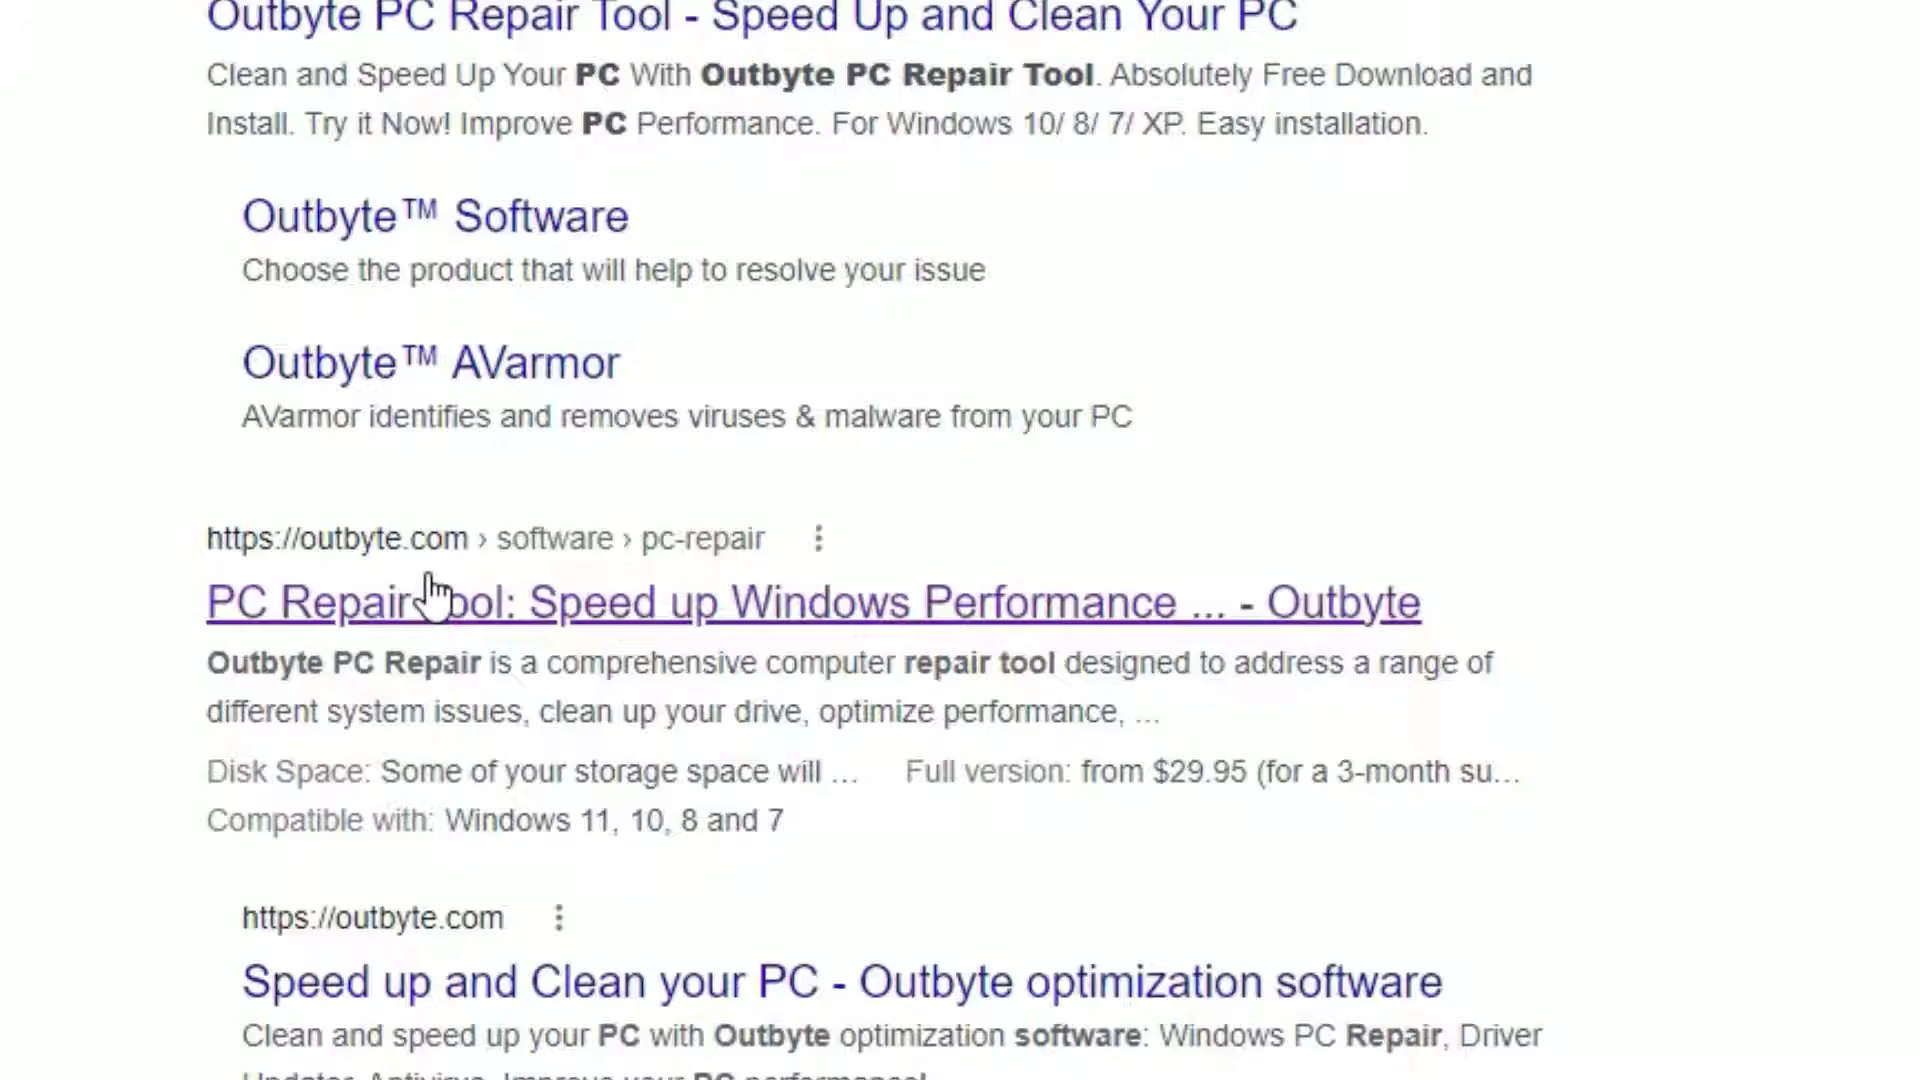 Outbyte PC Repair Tool - Speed Up and Clean Your PC
Clean and Speed Up Your PC With Outbyte PC Repair Tool. Absolutely Free Download and
Install. Try it Now! Improve PC Performance. For Windows 10/ 8/ 7/ XP. Easy installation.
Outbyte™ Software
Choose the product that will help to resolve your issue
Outbyte™ AVarmor
AVarmor identifies and removes viruses & malware from your PC
https://outbyte.com › software › pc-repair
PC Repair Tool: Speed up Windows Performance ... - Outbyte
Outbyte PC Repair is a comprehensive computer repair tool designed to address a range of
different system issues, clean up your drive, optimize performance, ...
Disk Space: Some of your storage space will ... Full version: from $29.95 (for a 3-month su...
Compatible with: Windows 11, 10, 8 and 7
https://outbyte.com
Speed up and Clean your PC - Outbyte optimization software
Clean and speed up your PC with Outbyte optimization software: Windows PC Repair, Driver
Updater, Antivirus. Improve your PC performance!